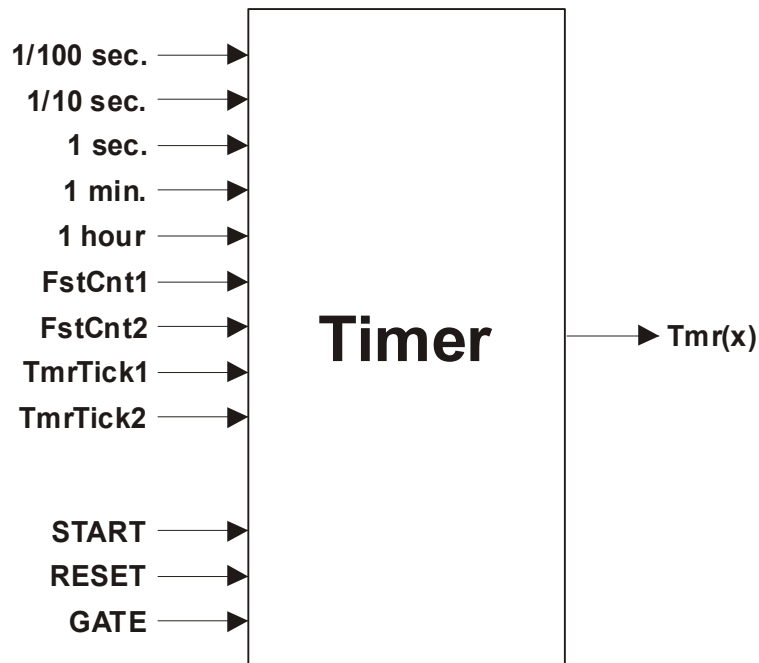 1/100 sec.
1/10 sec.
1 sec.
1 min.
1 hour
FstCnt1
FstCnt2
TmrTick1
TmrTick2
START
RESET
GATE
Timer
Tmr(x)